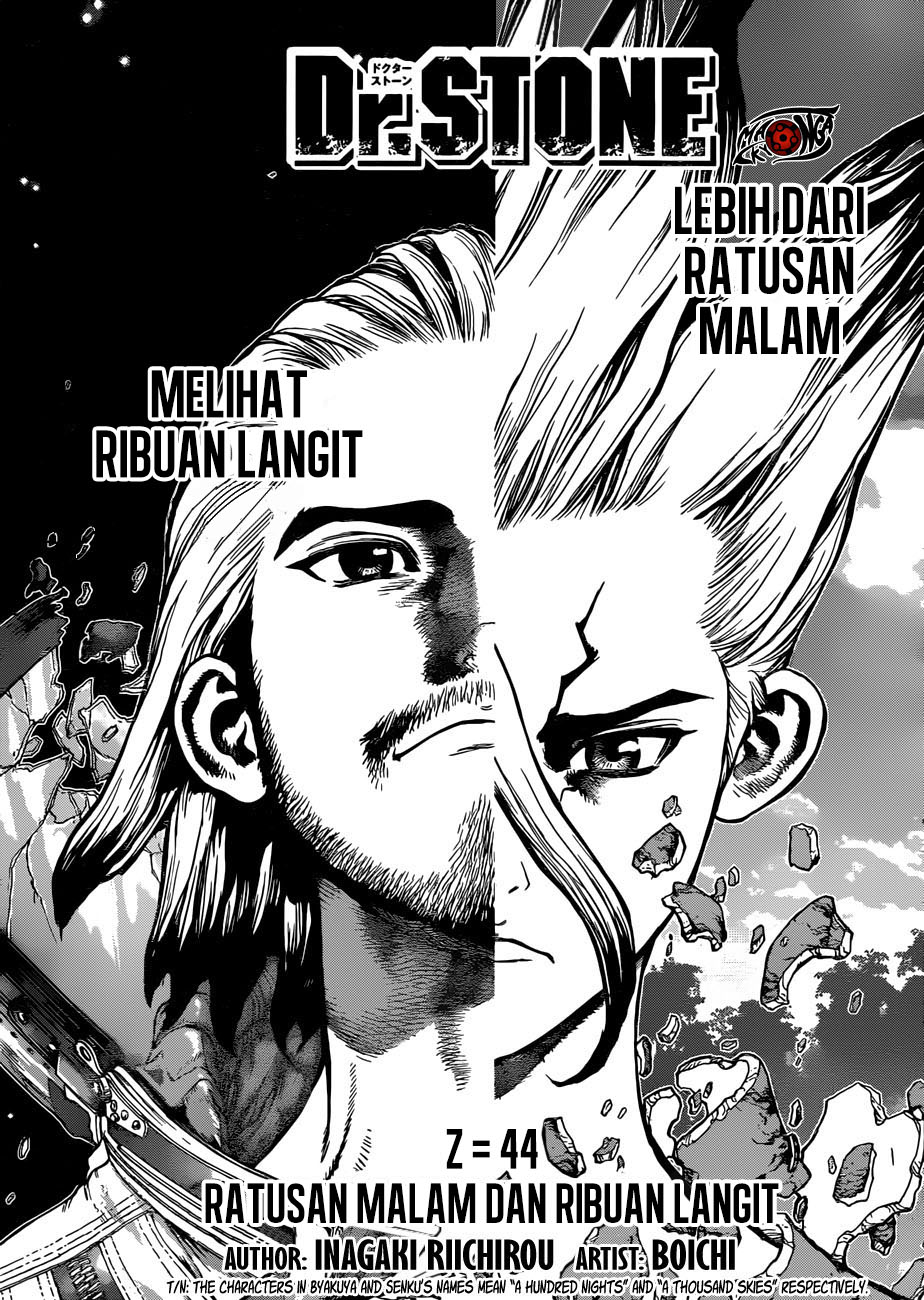 ドクター
ストーン
Dr.STONE
MAKNONGA
LEBIH DARI
RATUSAN
MALAM
MELIHAT
RIBUAN LANGIT
Z = 44
RATUSAN MALAM DAN RIBUAN LANGIT
AUTHOR: INAGAKI RIICHIROU ARTIST: BOICHI
T/N: THE CHARACTERS IN BYAKUYA AND SENKU'S NAMES MEAN "A HUNDRED NIGHTS" AND "A THOUSAND SKIES" RESPECTIVELY.